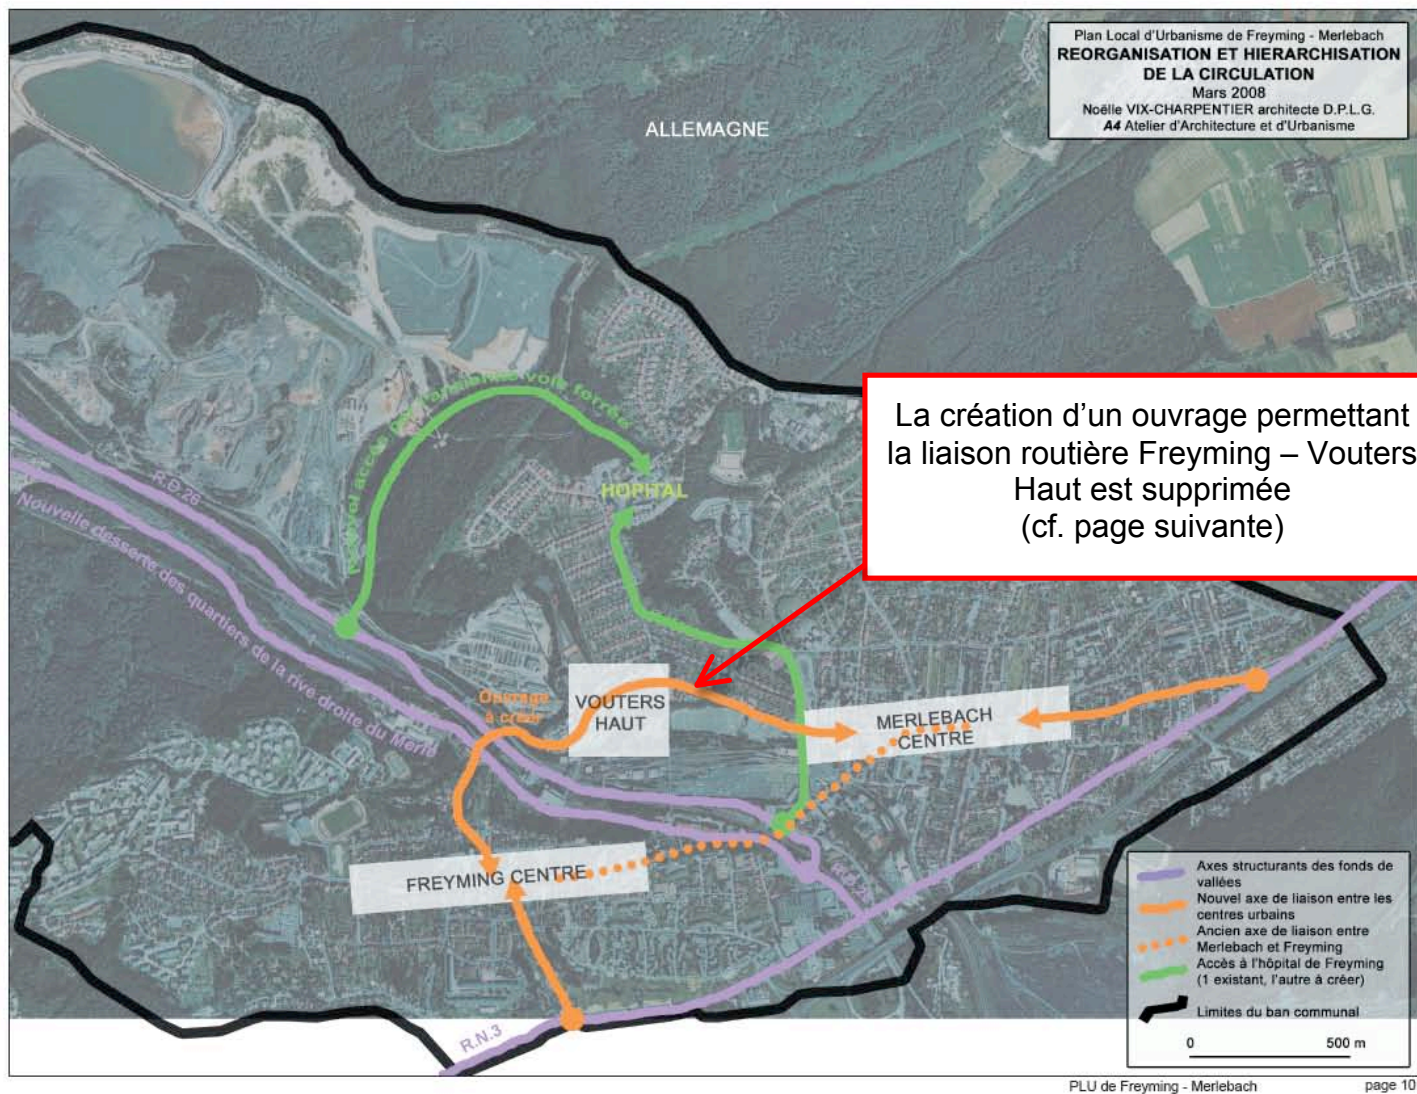 Plan Local d'Urbanisme de Freyming - Merlebach
REORGANISATION ET HIERARCHISATION
DE LA CIRCULATION
Mars 2008
Noëlle VIX-CHARPENTIER architecte D.P.L.G.
A4 Atelier d'Architecture et d'Urbanisme
ALLEMAGNE
La création d'un ouvrage permettant
la liaison routière Freyming – Vouters
Haut est supprimée
(cf. page suivante)
Nouvel accès par l'ancienne voie ferrée
HOPITAL
R.D.26
Nouvelle desserte des quartiers de la rive droite du Merle
Ouvrage
à créer
VOUTERS
HAUT
MERLEBACH
CENTRE
FREYMING CENTRE
R.N.3
Axes structurants des fonds de
vallées
Nouvel axe de liaison entre les
centres urbains
Ancien axe de liaison entre
Merlebach et Freyming
Accès à l'hôpital de Freyming
(1 existant, l'autre à créer)
Limites du ban communal
0 500 m
PLU de Freyming - Merlebach page 10